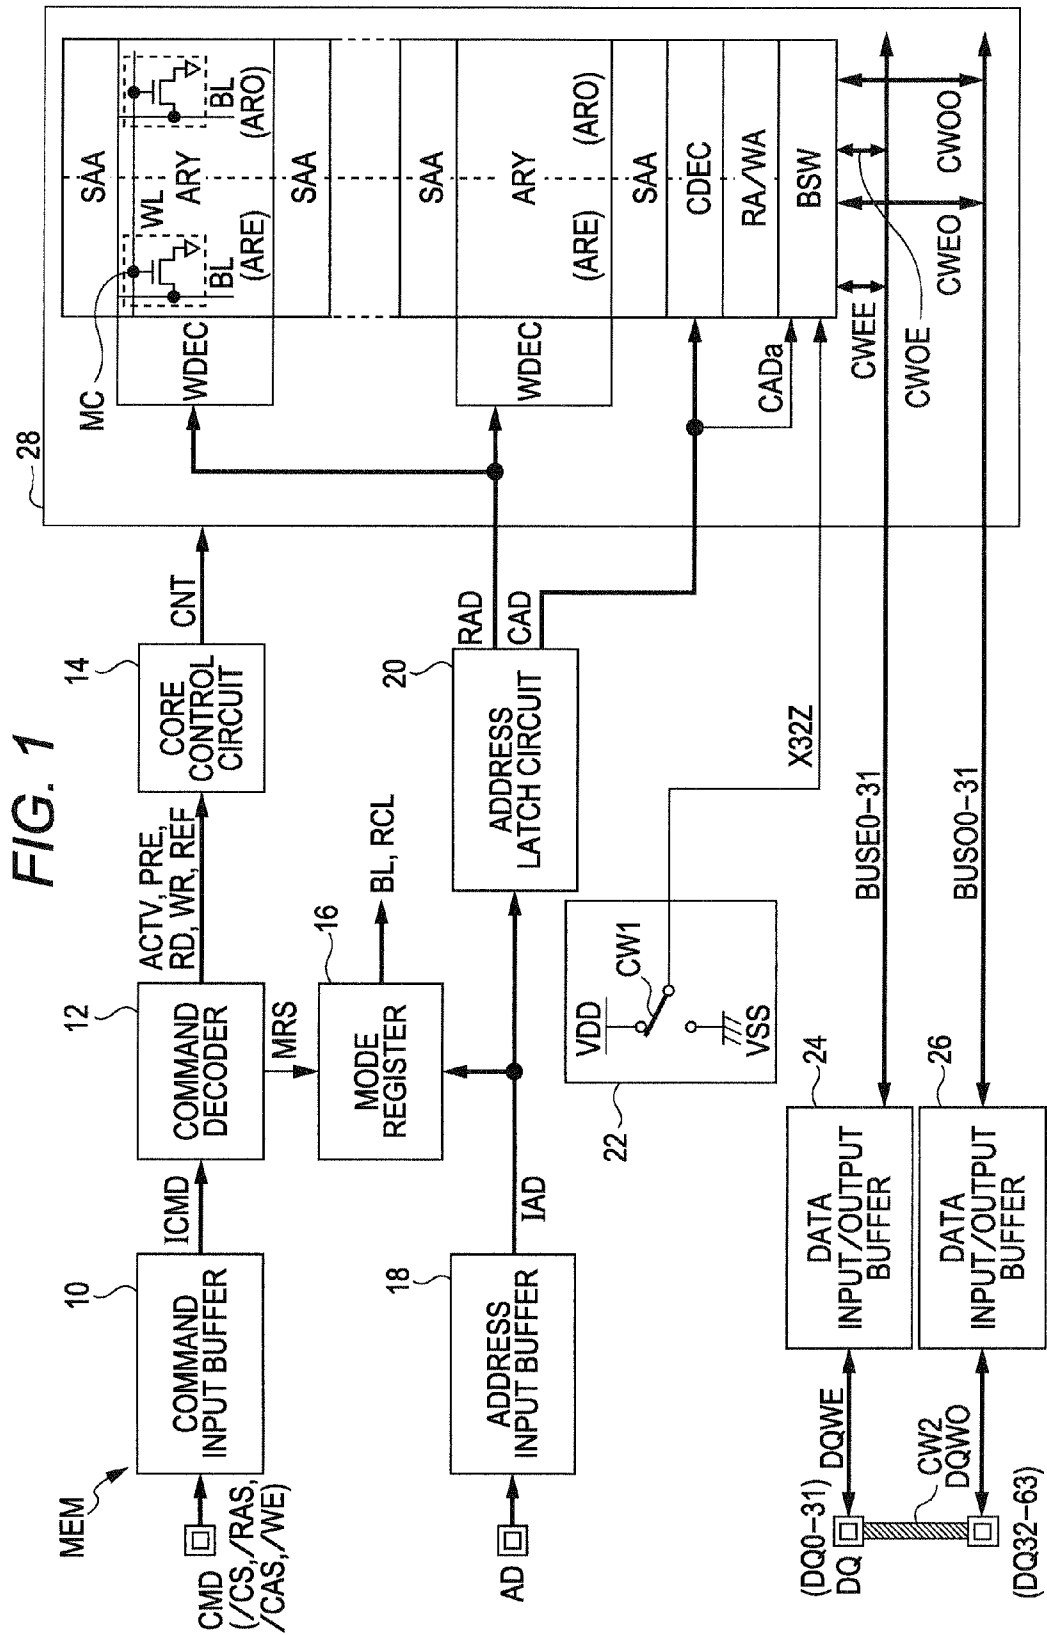 FIG. 1
MEM
CMD
(/CS,/RAS,
/CAS,/WE)
10
COMMAND
INPUT BUFFER
ICMD
12
COMMAND
DECODER
ACTV, PRE,
RD, WR, REF
14
CORE
CONTROL
CIRCUIT
CNT
28
MRS
16
MODE
REGISTER
BL, RCL
AD
18
ADDRESS
INPUT BUFFER
IAD
20
ADDRESS
LATCH CIRCUIT
RAD
CAD
22
VDD
CW1
VSS
X32Z
(DQ0-31)
DQ
DQWE
24
DATA
INPUT/OUTPUT
BUFFER
BUSE0-31
CW2
DQWO
(DQ32-63)
26
DATA
INPUT/OUTPUT
BUFFER
BUSO0-31
MC
WDEC
WDEC
CADa
SAA
WL
ARY
BL
(ARE)
BL
(ARO)
SAA
SAA
ARY
(ARE)
(ARO)
SAA
CDEC
RA/WA
BSW
CWEE
CWOE
CWEO
CWOO